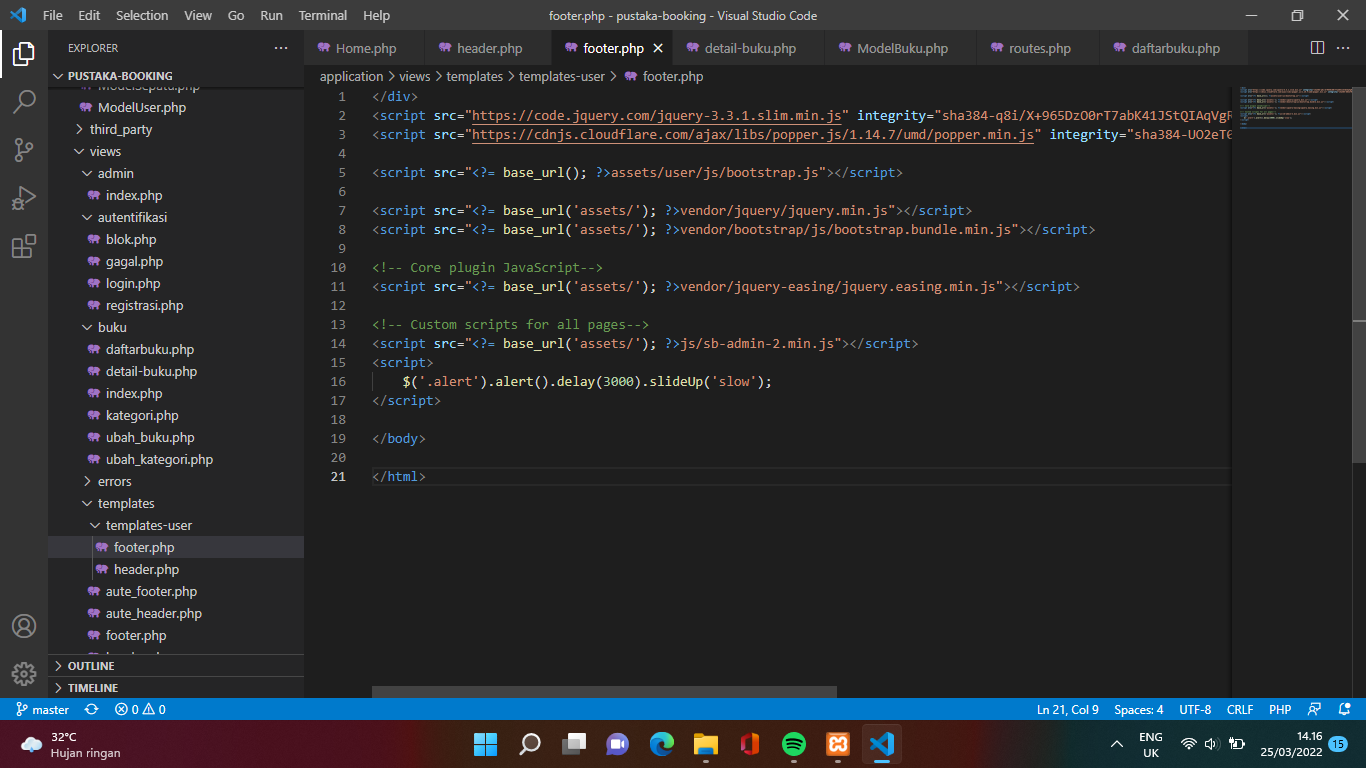 File Edit Selection View Go Run Terminal Help footer.php - pustaka-booking - Visual Studio Code
EXPLORER
Home.php header.php footer.php detail-buku.php ModelBuku.php routes.php daftarbuku.php
PUSTAKA-BOOKING
application > views > templates > templates-user > footer.php
ModelSepatu.php
ModelUser.php
third_party
views
admin
index.php
autentifikasi
blok.php
gagal.php
login.php
registrasi.php
buku
daftarbuku.php
detail-buku.php
index.php
kategori.php
ubah_buku.php
ubah_kategori.php
errors
templates
templates-user
footer.php
header.php
aute_footer.php
aute_header.php
footer.php
OUTLINE
TIMELINE
1 </div>
2 <script src="https://code.jquery.com/jquery-3.3.1.slim.min.js" integrity="sha384-q8i/X+965DzO0rT7abK41JStQIAqVgR
3 <script src="https://cdnjs.cloudflare.com/ajax/libs/popper.js/1.14.7/umd/popper.min.js" integrity="sha384-UO2eT6
4
5 <script src="<?= base_url(); ?>assets/user/js/bootstrap.js"></script>
6
7 <script src="<?= base_url('assets/'); ?>vendor/jquery/jquery.min.js"></script>
8 <script src="<?= base_url('assets/'); ?>vendor/bootstrap/js/bootstrap.bundle.min.js"></script>
9
10 <!-- Core plugin JavaScript-->
11 <script src="<?= base_url('assets/'); ?>vendor/jquery-easing/jquery.easing.min.js"></script>
12
13 <!-- Custom scripts for all pages-->
14 <script src="<?= base_url('assets/'); ?>js/sb-admin-2.min.js"></script>
15 <script>
16 $('.alert').alert().delay(3000).slideUp('slow');
17 </script>
18
19 </body>
20
21 </html>
master 0 0 Ln 21, Col 9 Spaces: 4 UTF-8 CRLF PHP
32°C
Hujan ringan
ENG
UK
14.16
25/03/2022
15